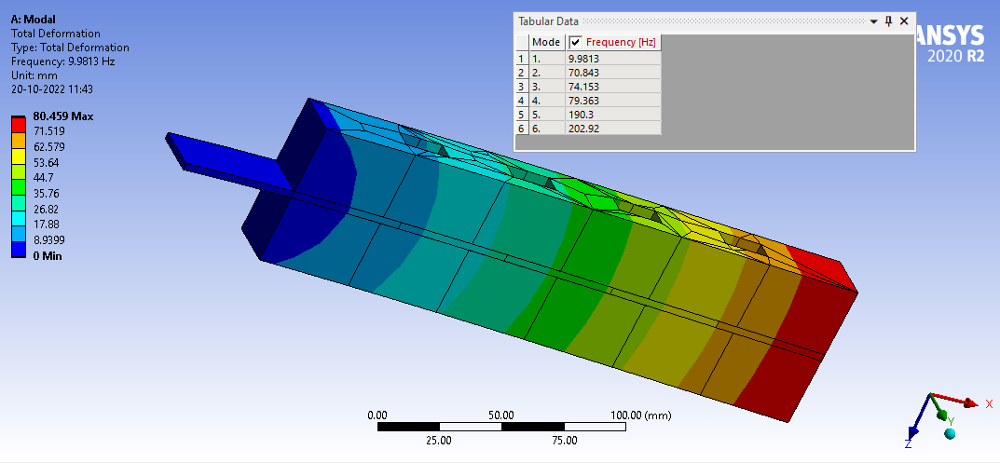 A: Modal
Total Deformation
Type: Total Deformation
Frequency: 9.9813 Hz
Unit: mm
20-10-2022 11:43
80.459 Max
71.519
62.579
53.64
44.7
35.76
26.82
17.88
8.9399
0 Min
Tabular Data
Mode Frequency [Hz]
1 1. 9.9813
2 2. 70.843
3 3. 74.153
4 4. 79.363
5 5. 190.3
6 6. 202.92
ANSYS
2020 R2
0.00 50.00 100.00 (mm)
25.00 75.00
X
Y
Z